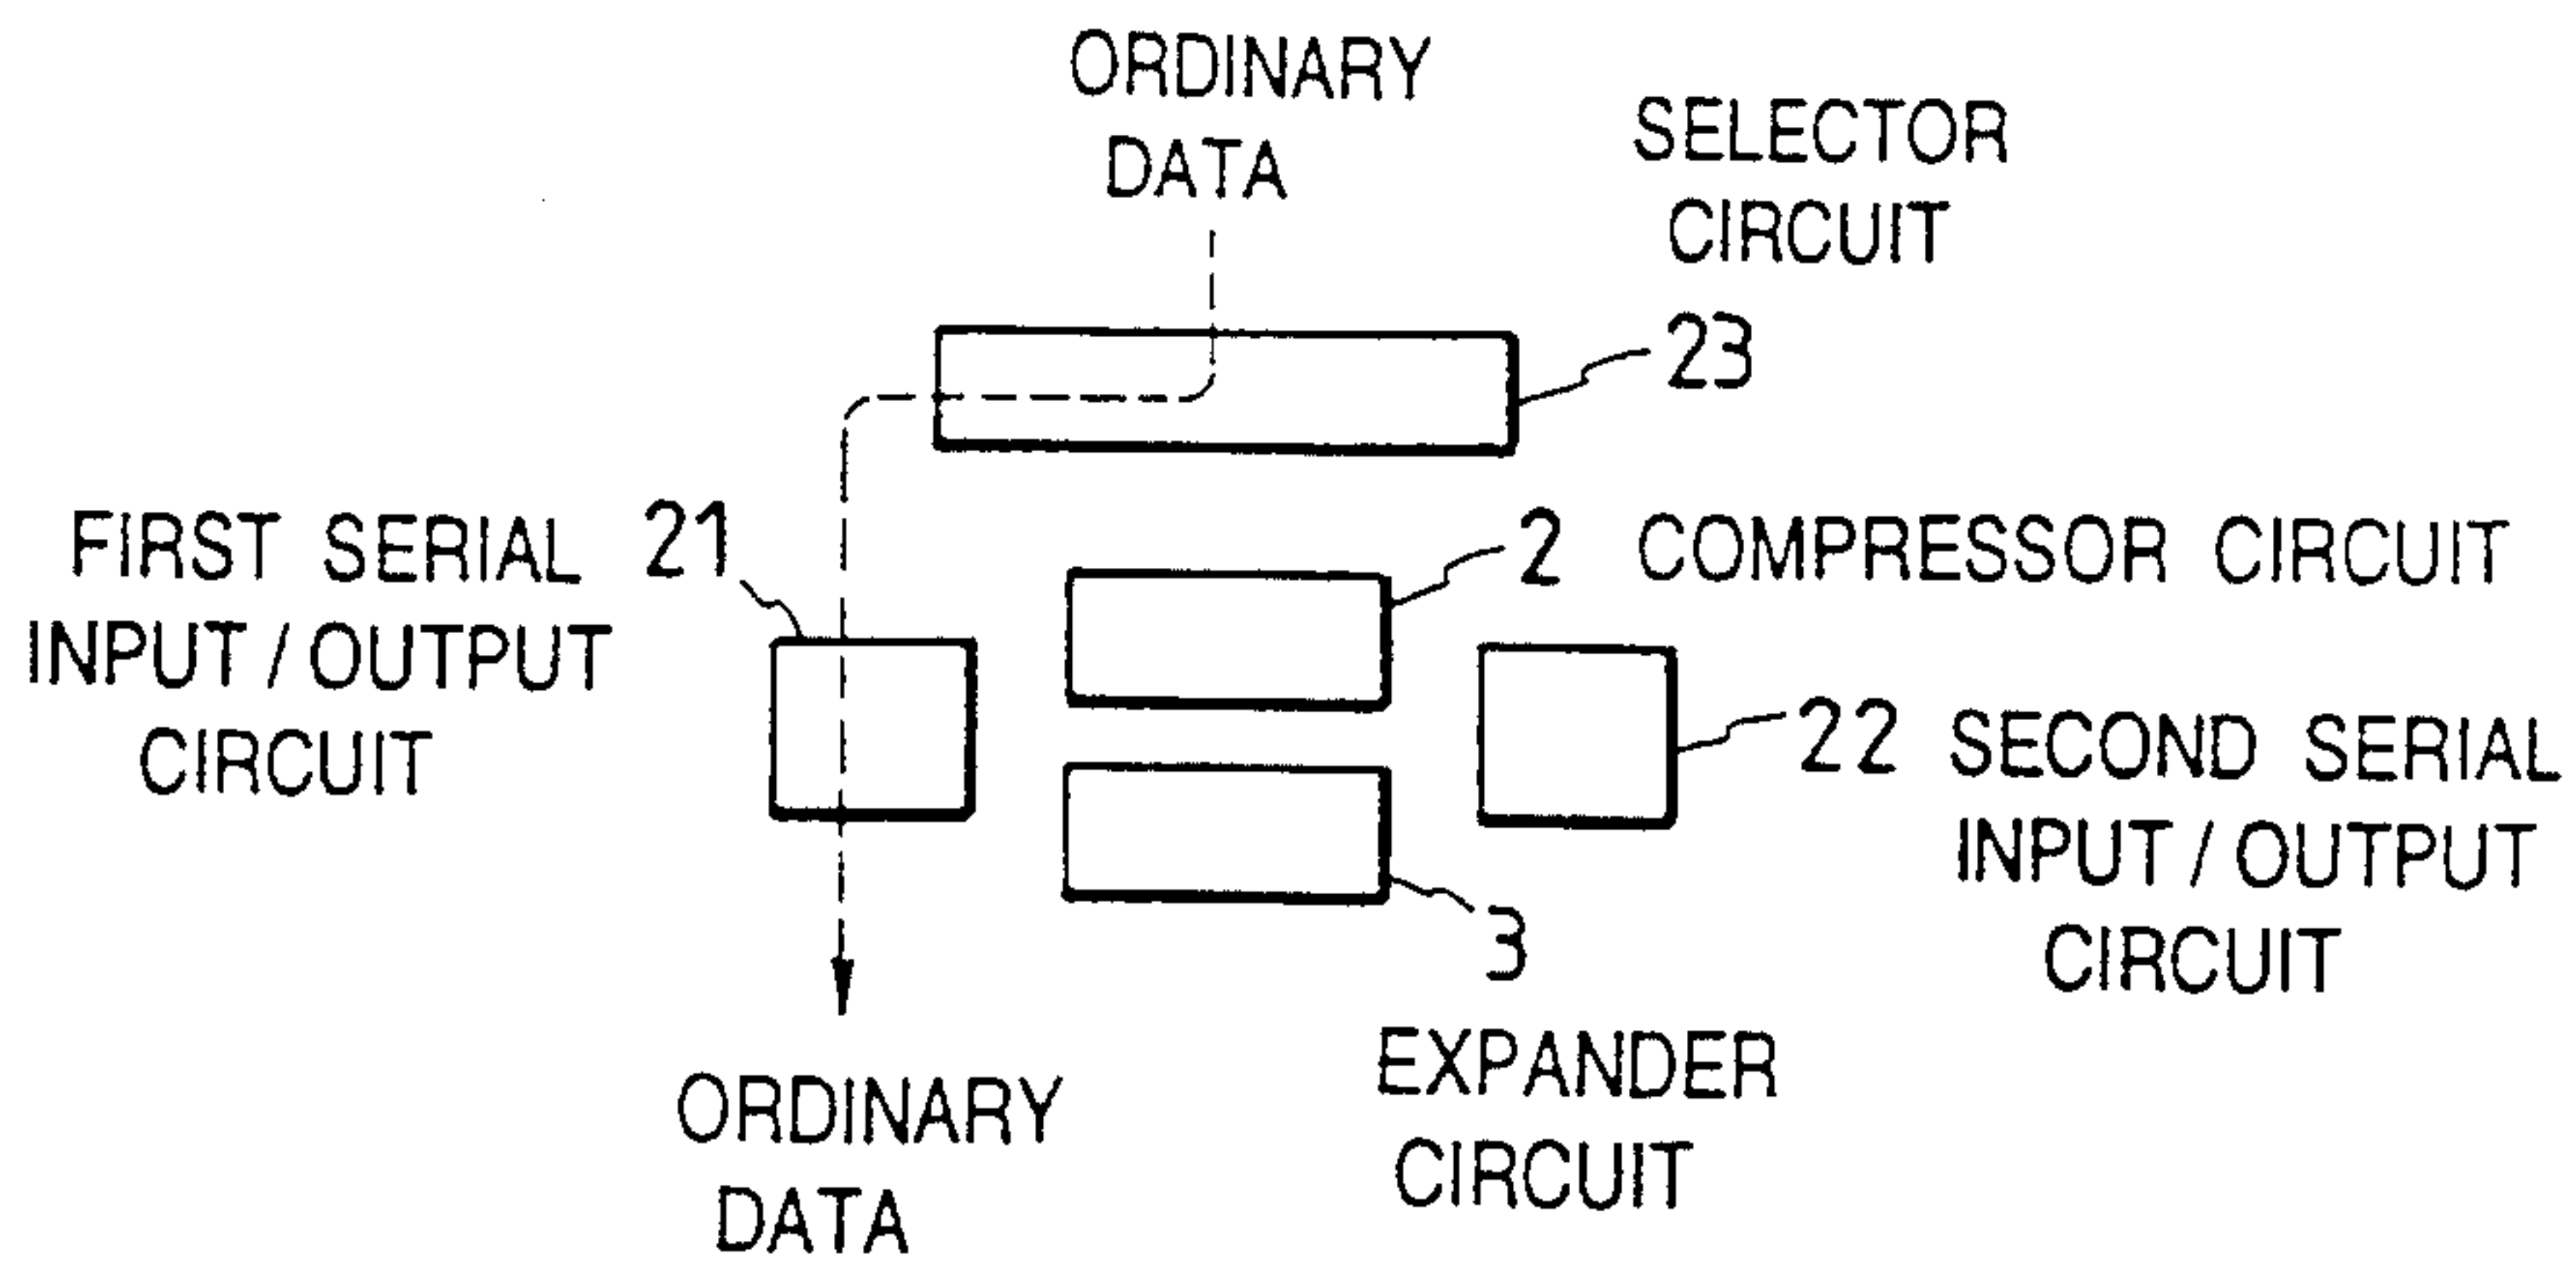 ORDINARY
DATA
SELECTOR
CIRCUIT
23
FIRST SERIAL
INPUT / OUTPUT
CIRCUIT
21
2 COMPRESSOR CIRCUIT
22 SECOND SERIAL
INPUT / OUTPUT
CIRCUIT
3
EXPANDER
CIRCUIT
ORDINARY
DATA